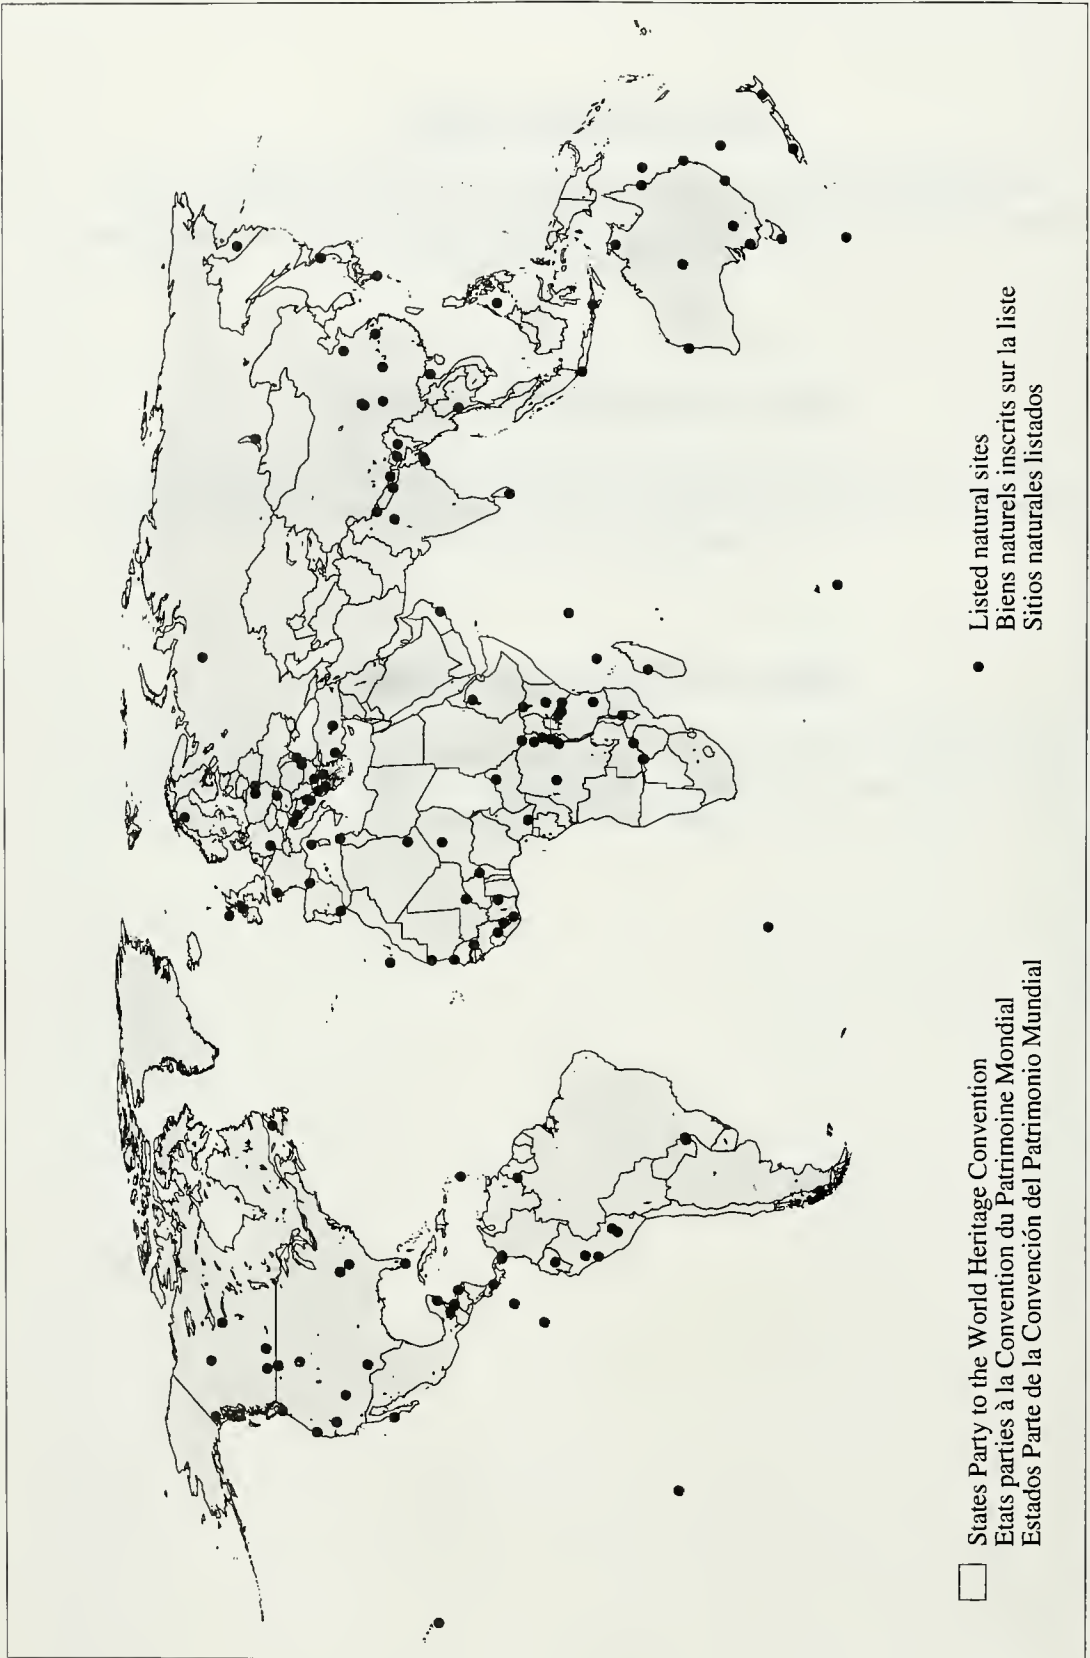 States Party to the World Heritage Convention
Etats parties à la Convention du Patrimoine Mondial
Estados Parte de la Convención del Patrimonio Mundial
Listed natural sites
Biens naturels inscrits sur la liste
Sitios naturales listados